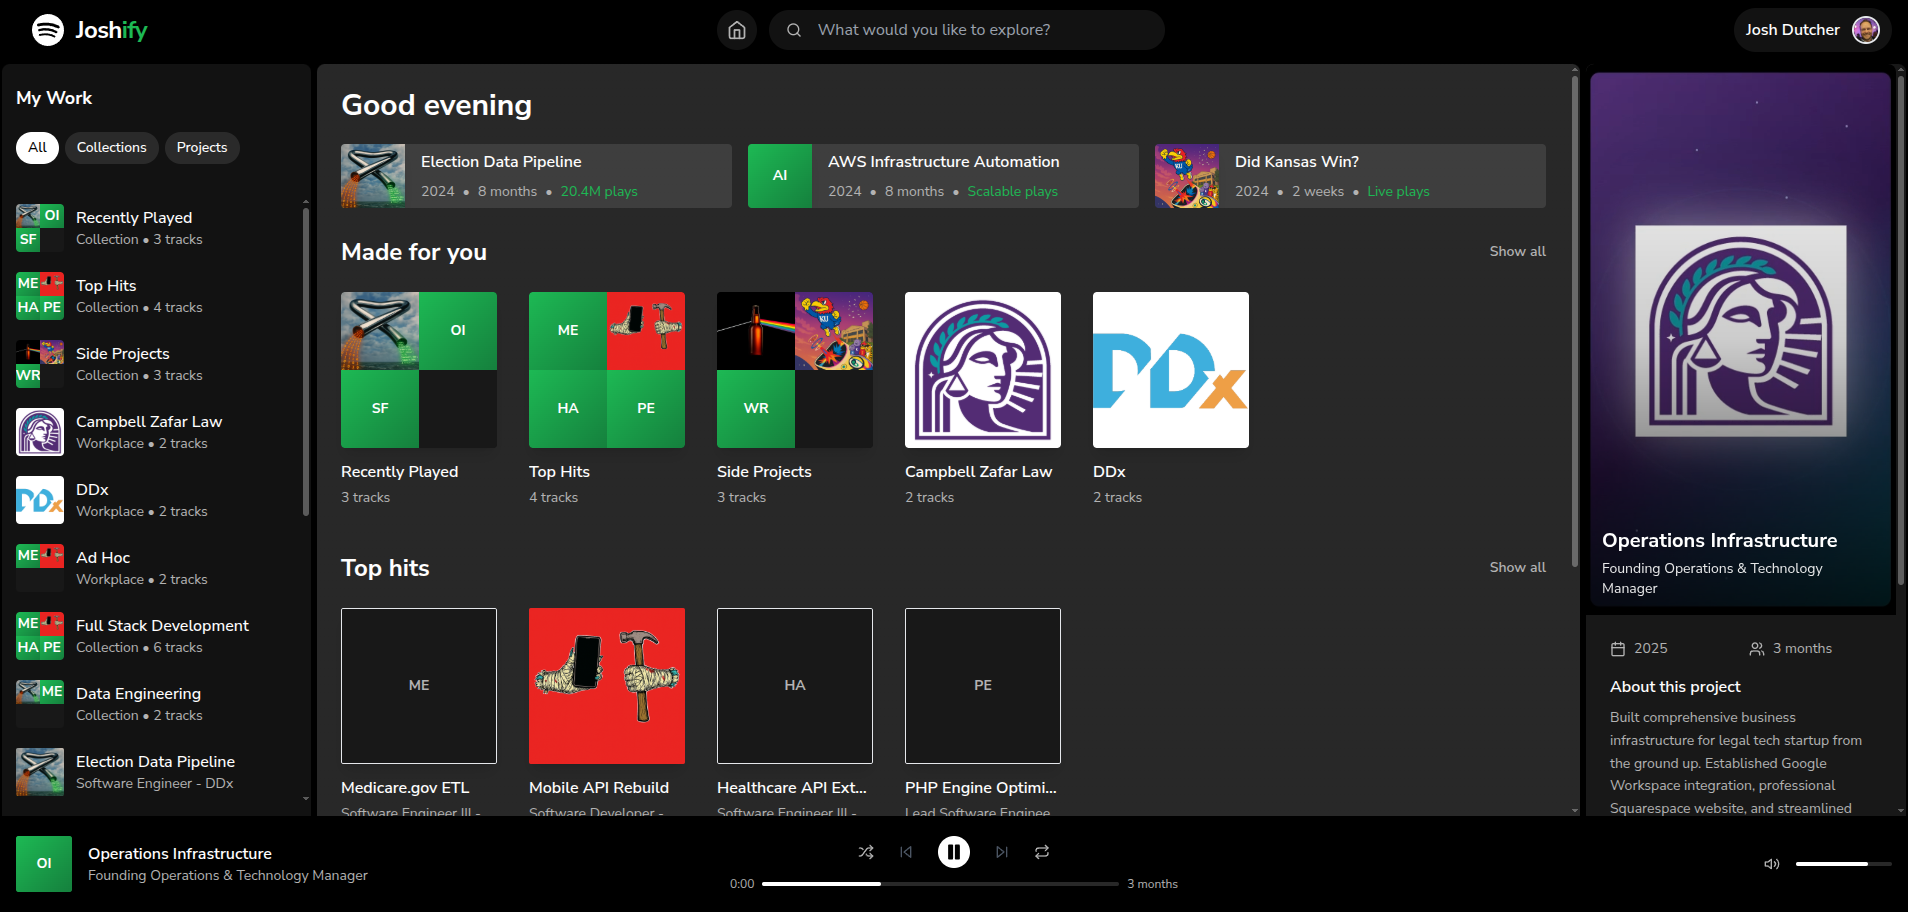 Joshify
What would you like to explore?
Josh Dutcher
My Work
All
Collections
Projects
OI
SF
Recently Played
Collection • 3 tracks
ME
HA PE
Top Hits
Collection • 4 tracks
WR
Side Projects
Collection • 3 tracks
Campbell Zafar Law
Workplace • 2 tracks
DDx
DDx
Workplace • 2 tracks
ME
Ad Hoc
Workplace • 2 tracks
ME
HA PE
Full Stack Development
Collection • 6 tracks
ME
Data Engineering
Collection • 2 tracks
Election Data Pipeline
Software Engineer - DDx
Good evening
Election Data Pipeline
2024 • 8 months • 20.4M plays
AI
AWS Infrastructure Automation
2024 • 8 months • Scalable plays
KU
Did Kansas Win?
2024 • 2 weeks • Live plays
Made for you
Show all
OI
SF
Recently Played
3 tracks
ME
HA
PE
Top Hits
4 tracks
KU
WR
Side Projects
3 tracks
Campbell Zafar Law
2 tracks
DDx
DDx
2 tracks
Top hits
Show all
ME
Medicare.gov ETL
Software Engineer III -
Mobile API Rebuild
Software Developer -
HA
Healthcare API Ext...
Software Engineer III -
PE
PHP Engine Optimi...
Lead Software Enginee
Operations Infrastructure
Founding Operations & Technology
Manager
2025
3 months
About this project
Built comprehensive business
infrastructure for legal tech startup from
the ground up. Established Google
Workspace integration, professional
Squarespace website, and streamlined
OI
Operations Infrastructure
Founding Operations & Technology Manager
0:00
3 months